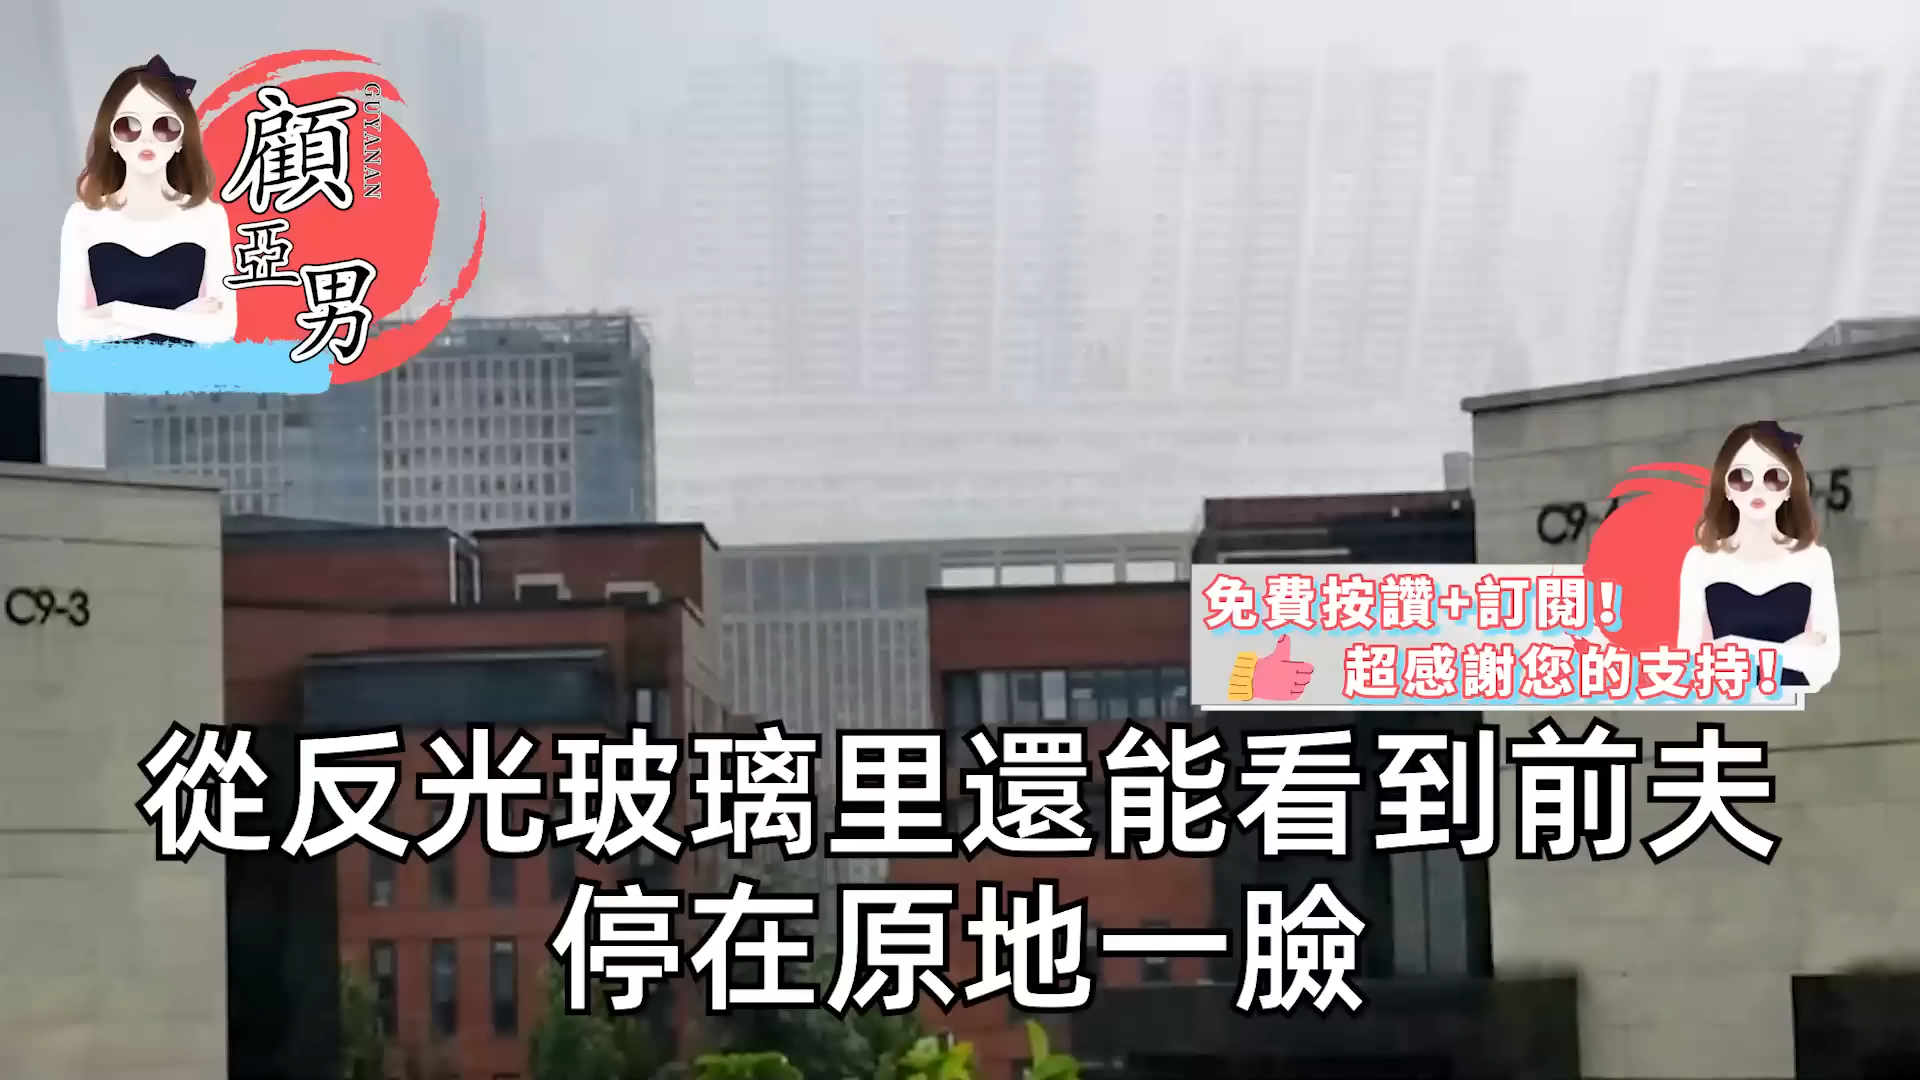 顧亞男
GUYANAN
C9-3
C9-
-5
免費按讚+訂閱!
超感謝您的支持!
從反光玻璃里還能看到前夫
停在原地一臉